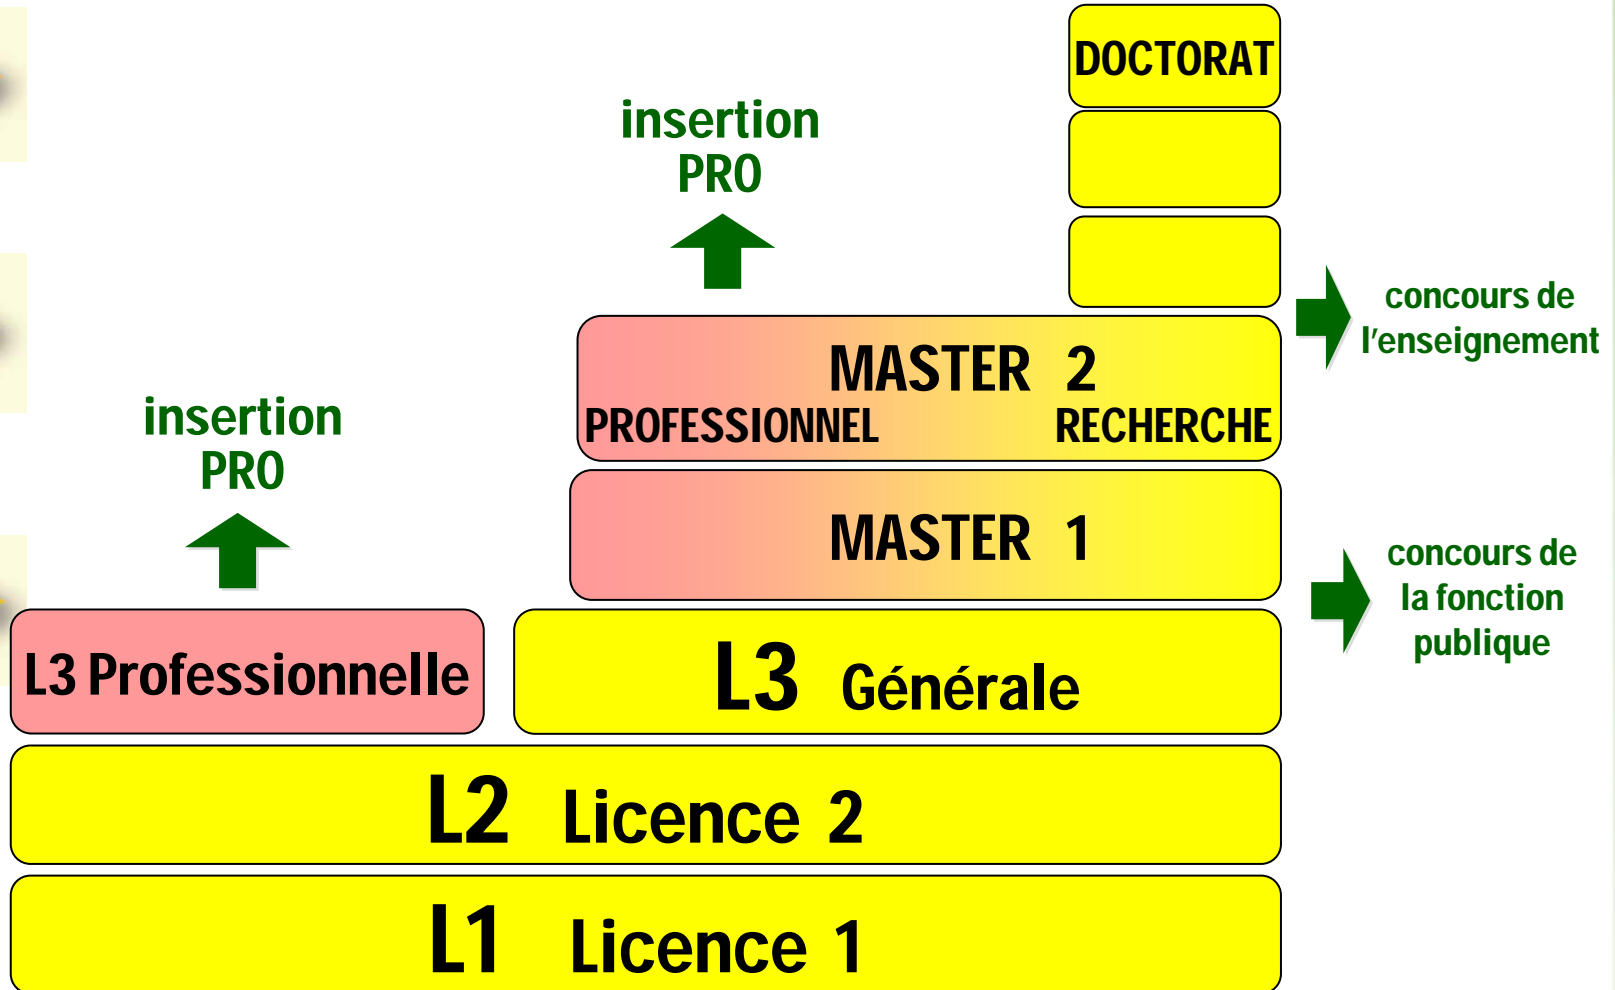 DOCTORAT
insertion
PRO
concours de
l'enseignement
MASTER 2
PROFESSIONNEL RECHERCHE
insertion
PRO
MASTER 1
concours de
la fonction
publique
L3 Professionnelle
L3 Générale
L2 Licence 2
L1 Licence 1